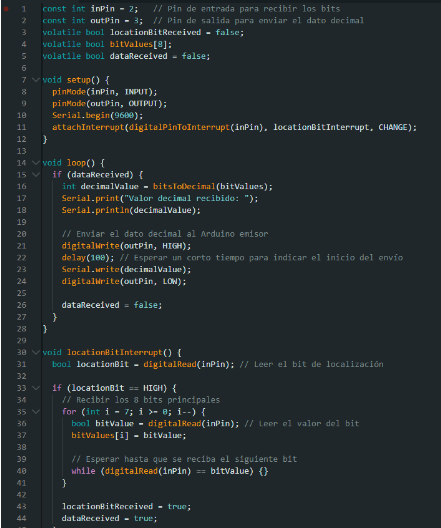 1 const int inPin = 2;   // Pin de entrada para recibir los bits
2 const int outPin = 3;  // Pin de salida para enviar el dato decimal
3 volatile bool locationBitReceived = false;
4 volatile bool bitValues[8];
5 volatile bool dataReceived = false;
6
7 void setup() {
8   pinMode(inPin, INPUT);
9   pinMode(outPin, OUTPUT);
10   Serial.begin(9600);
11   attachInterrupt(digitalPinToInterrupt(inPin), locationBitInterrupt, CHANGE);
12 }
13
14 void loop() {
15   if (dataReceived) {
16     int decimalValue = bitsToDecimal(bitValues);
17     Serial.print("Valor decimal recibido: ");
18     Serial.println(decimalValue);
19
20     // Enviar el dato decimal al Arduino emisor
21     digitalWrite(outPin, HIGH);
22     delay(100); // Esperar un corto tiempo para indicar el inicio del envío
23     Serial.write(decimalValue);
24     digitalWrite(outPin, LOW);
25
26     dataReceived = false;
27   }
28 }
29
30 void locationBitInterrupt() {
31   bool locationBit = digitalRead(inPin); // Leer el bit de localización
32
33   if (locationBit == HIGH) {
34     // Recibir los 8 bits principales
35     for (int i = 7; i >= 0; i--) {
36       bool bitValue = digitalRead(inPin); // Leer el valor del bit
37       bitValues[i] = bitValue;
38
39       // Esperar hasta que se reciba el siguiente bit
40       while (digitalRead(inPin) == bitValue) {}
41     }
42
43     locationBitReceived = true;
44     dataReceived = true;